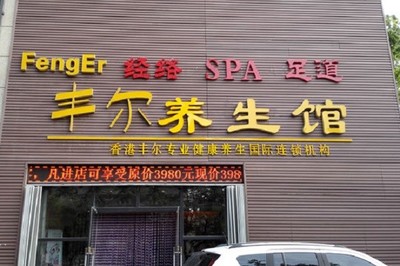 FengEr 经络 SPA 足道
丰尔养生馆
香港丰尔专业健康养生国际连锁机构
,凡进店可享受原价3980元现价398